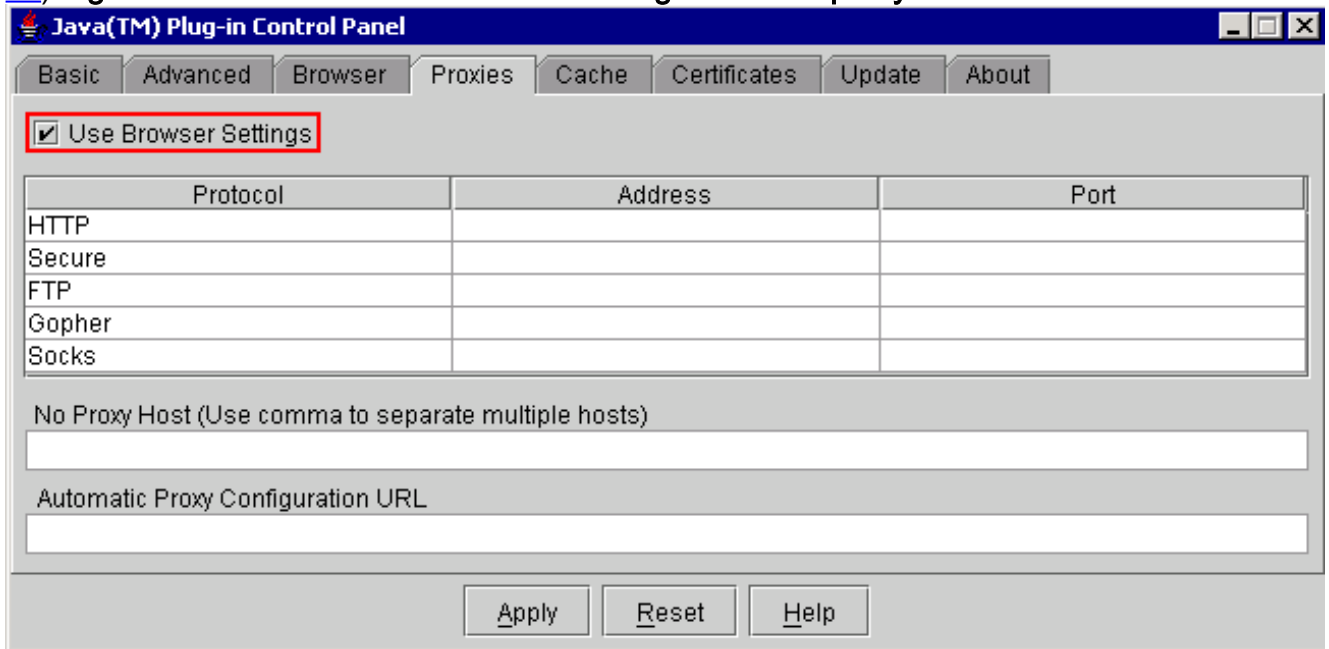 Java(TM) Plug-in Control Panel
Basic Advanced Browser Proxies Cache Certificates Update About
Use Browser Settings
Protocol Address Port
HTTP
Secure
FTP
Gopher
Socks
No Proxy Host (Use comma to separate multiple hosts)
Automatic Proxy Configuration URL
Apply Reset Help